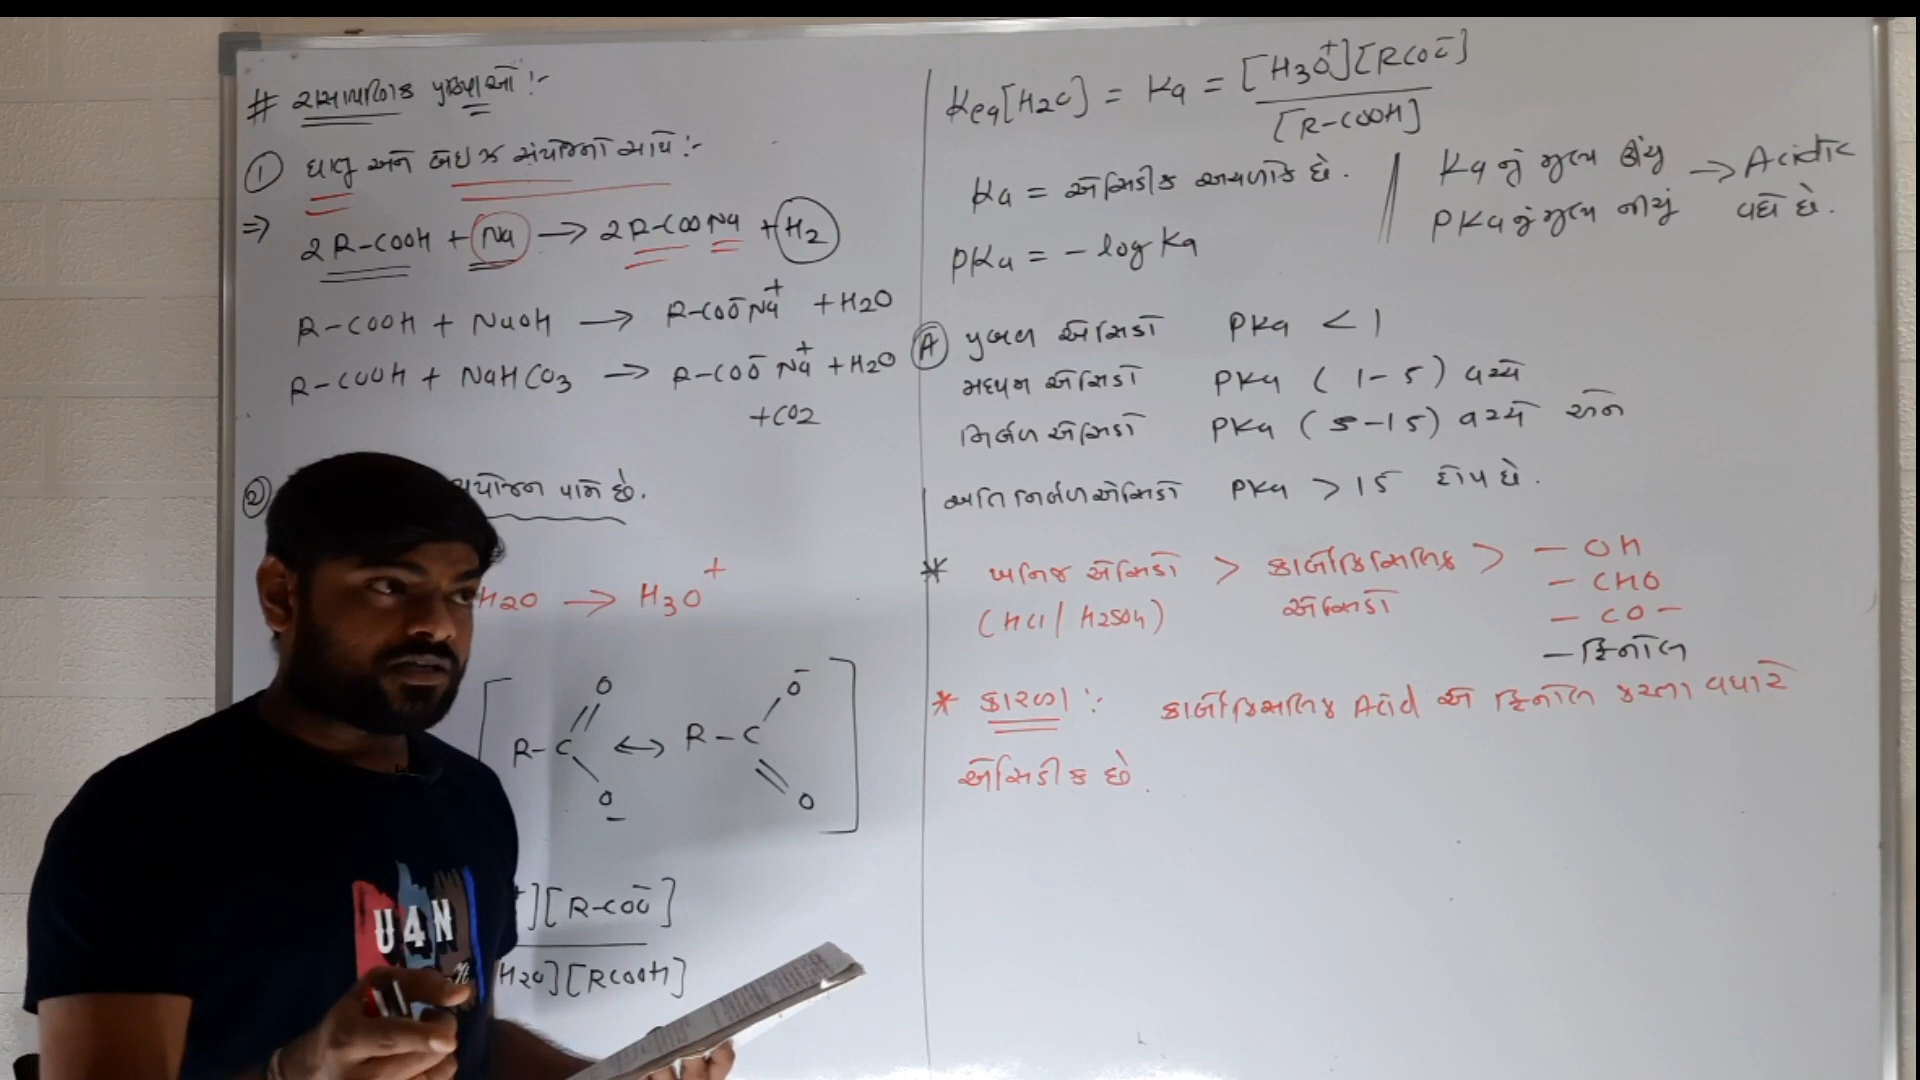 # રાસાયણિક પ્રક્રિયાઓ :-
① ધાતુ અને બેઇઝ સંયોજનો સાથે :-
⇒ 2R-COOH + Na → 2R-COONa + H2
R-COOH + NaOH → R-COO⁻Na⁺ + H2O
R-COOH + NaHCO3 → R-COO⁻Na⁺ + H2O
+CO2
② પામે છે.
H2O → H3O⁺
O O⁻
R-C ↔ R-C
O⁻ O
][R-COO⁻]
H2O][RCOOH]
Keq[H2O] = Ka = [H3O⁺][RCOO⁻]
[R-COOH]
Ka = એસિડીક અચળાંક છે.
PKa = - log Ka
Ka નું મુલ્ય ઊંચુ → Acidic
PKa નું મુલ્ય નીચું વધે છે.
Ⓐ પ્રબળ એસિડો PKa < 1
મધ્યમ એસિડો PKa (1-5) વચ્ચે
નિર્બળ એસિડો PKa (5-15) વચ્ચે અને
અતિ નિર્બળ એસિડો PKa > 15 હોય છે.
* ખનિજ એસિડો > કાર્બોક્સિલિક > - OH
(HCl / H2SO4) એસિડો - CHO
- CO -
- ફિનોલ
* કારણ : કાર્બોક્સિલિક Acid એ ફિનોલ કરતા વધારે
એસિડીક છે.
U4N